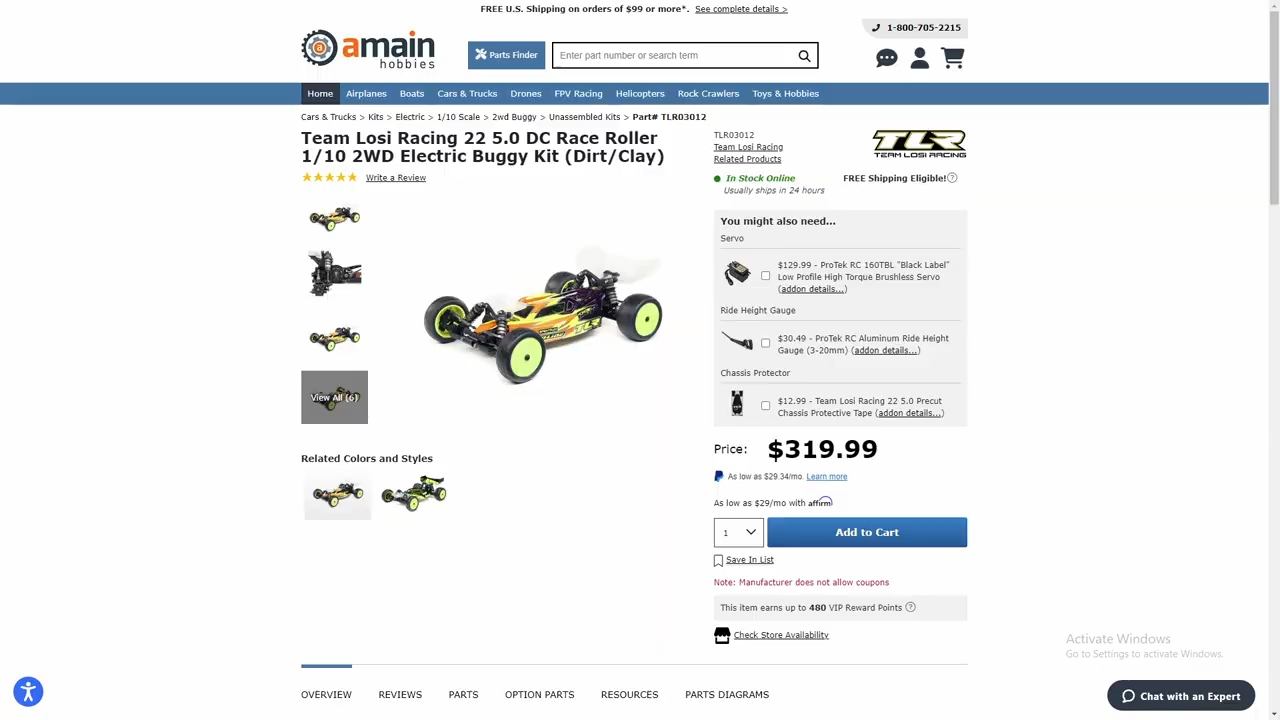 FREE U.S. Shipping on orders of $99 or more*. See complete details >
1-800-705-2215
amain
hobbies
Parts Finder
Enter part number or search term
Home Airplanes Boats Cars & Trucks Drones FPV Racing Helicopters Rock Crawlers Toys & Hobbies
Cars & Trucks > Kits > Electric > 1/10 Scale > 2wd Buggy > Unassembled Kits > Part# TLR03012
Team Losi Racing 22 5.0 DC Race Roller
1/10 2WD Electric Buggy Kit (Dirt/Clay)
Write a Review
View All (6)
Related Colors and Styles
TLR03012
Team Losi Racing
Related Products
TLR
TEAM LOSI RACING
In Stock Online
Usually ships in 24 hours
FREE Shipping Eligible!
You might also need...
Servo
$129.99 - ProTek RC 160TBL "Black Label"
Low Profile High Torque Brushless Servo
(addon details...)
Ride Height Gauge
$30.49 - ProTek RC Aluminum Ride Height
Gauge (3-20mm) (addon details...)
Chassis Protector
$12.99 - Team Losi Racing 22 5.0 Precut
Chassis Protective Tape (addon details...)
Price: $319.99
As low as $29.34/mo. Learn more
As low as $29/mo with affirm
1
Add to Cart
Save In List
Note: Manufacturer does not allow coupons
This item earns up to 480 VIP Reward Points
Check Store Availability
Activate Windows
Go to Settings to activate Windows.
OVERVIEW REVIEWS PARTS OPTION PARTS RESOURCES PARTS DIAGRAMS
Chat with an Expert